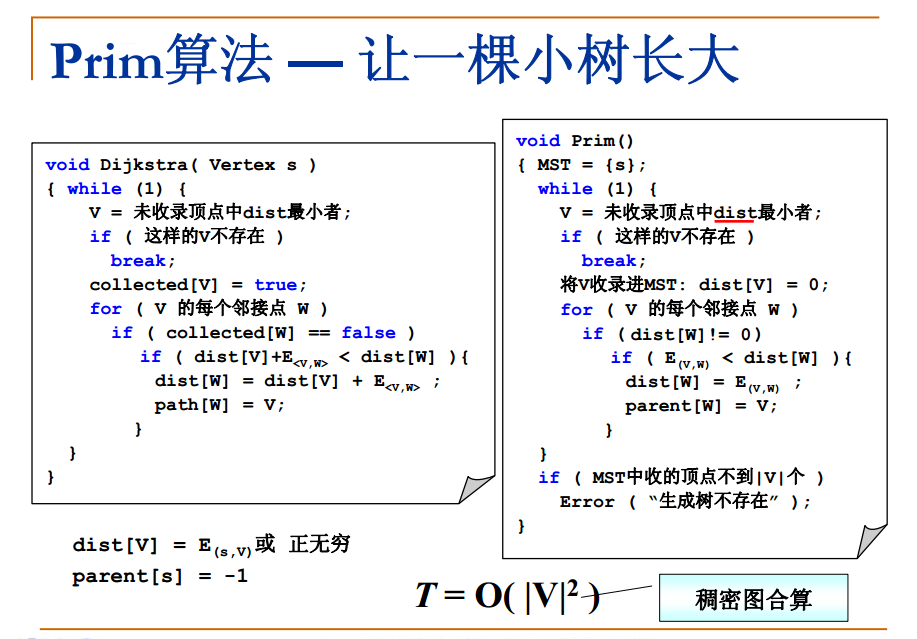 Prim算法 — 让一棵小树长大
void Dijkstra( Vertex s )
{ while (1) {
V = 未收录顶点中dist最小者;
if ( 这样的V不存在 )
break;
collected[V] = true;
for ( V 的每个邻接点 W )
if ( collected[W] == false )
if ( dist[V]+E<V,W> < dist[W] ){
dist[W] = dist[V] + E<V,W> ;
path[W] = V;
}
}
}
void Prim()
{ MST = {s};
while (1) {
V = 未收录顶点中dist最小者;
if ( 这样的V不存在 )
break;
将V收录进MST: dist[V] = 0;
for ( V 的每个邻接点 W )
if ( dist[W]!= 0)
if ( E(V,W) < dist[W] ){
dist[W] = E(V,W) ;
parent[W] = V;
}
}
if ( MST中收的顶点不到|V|个 )
Error ( “生成树不存在” );
}
dist[V] = E(s,V)或 正无穷
parent[s] = -1
T = O( |V|² )
稠密图合算